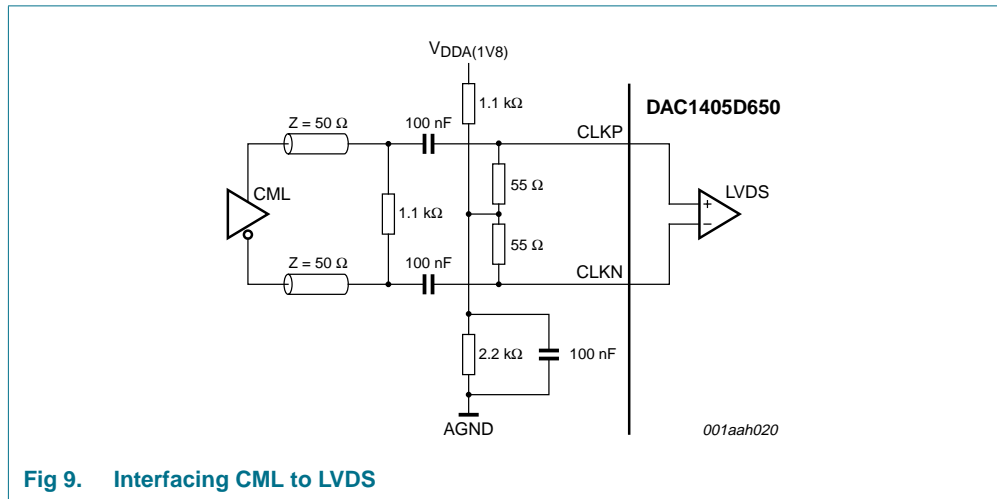 VDDA(1V8)
1.1 kΩ
DAC1405D650
Z = 50 Ω
100 nF
CLKP
CML
1.1 kΩ
55 Ω
LVDS
+
−
55 Ω
Z = 50 Ω
100 nF
CLKN
2.2 kΩ
100 nF
AGND
001aah020
Fig 9. Interfacing CML to LVDS